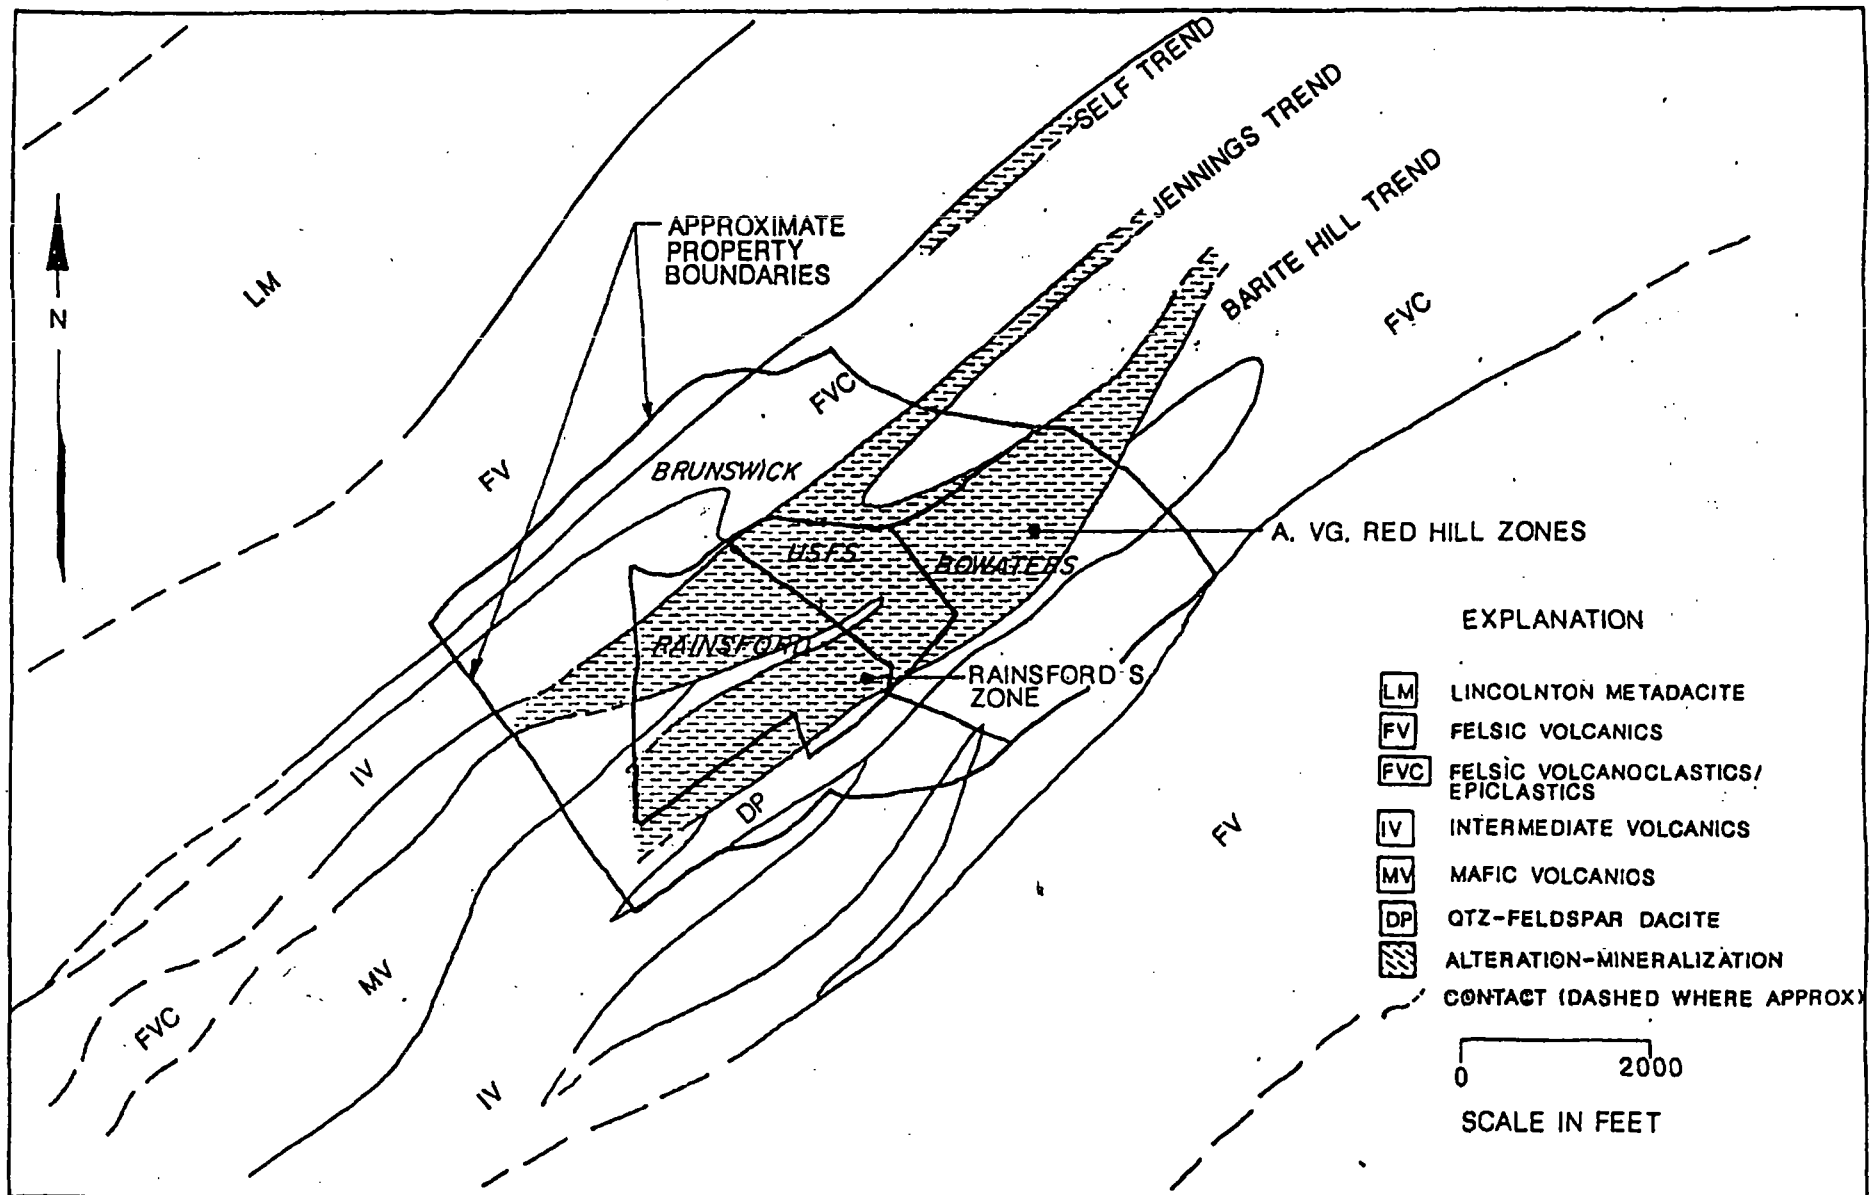 SELF TREND
JENNINGS TREND
BARITE HILL TREND
APPROXIMATE
PROPERTY
BOUNDARIES
LM
N
FVC
FVC
FV
BRUNSWICK
A. VG. RED HILL ZONES
USFS
BOWATERS
RAINSFORD
RAINSFORD S
ZONE
IV
DP
FV
MV
FVC
IV
EXPLANATION
LM LINCOLNTON METADACITE
FV FELSIC VOLCANICS
FVC FELSIC VOLCANOCLASTICS/
EPICLASTICS
IV INTERMEDIATE VOLCANICS
MV MAFIC VOLCANIOS
DP QTZ-FELDSPAR DACITE
ALTERATION-MINERALIZATION
CONTACT (DASHED WHERE APPROX)
0 2000
SCALE IN FEET